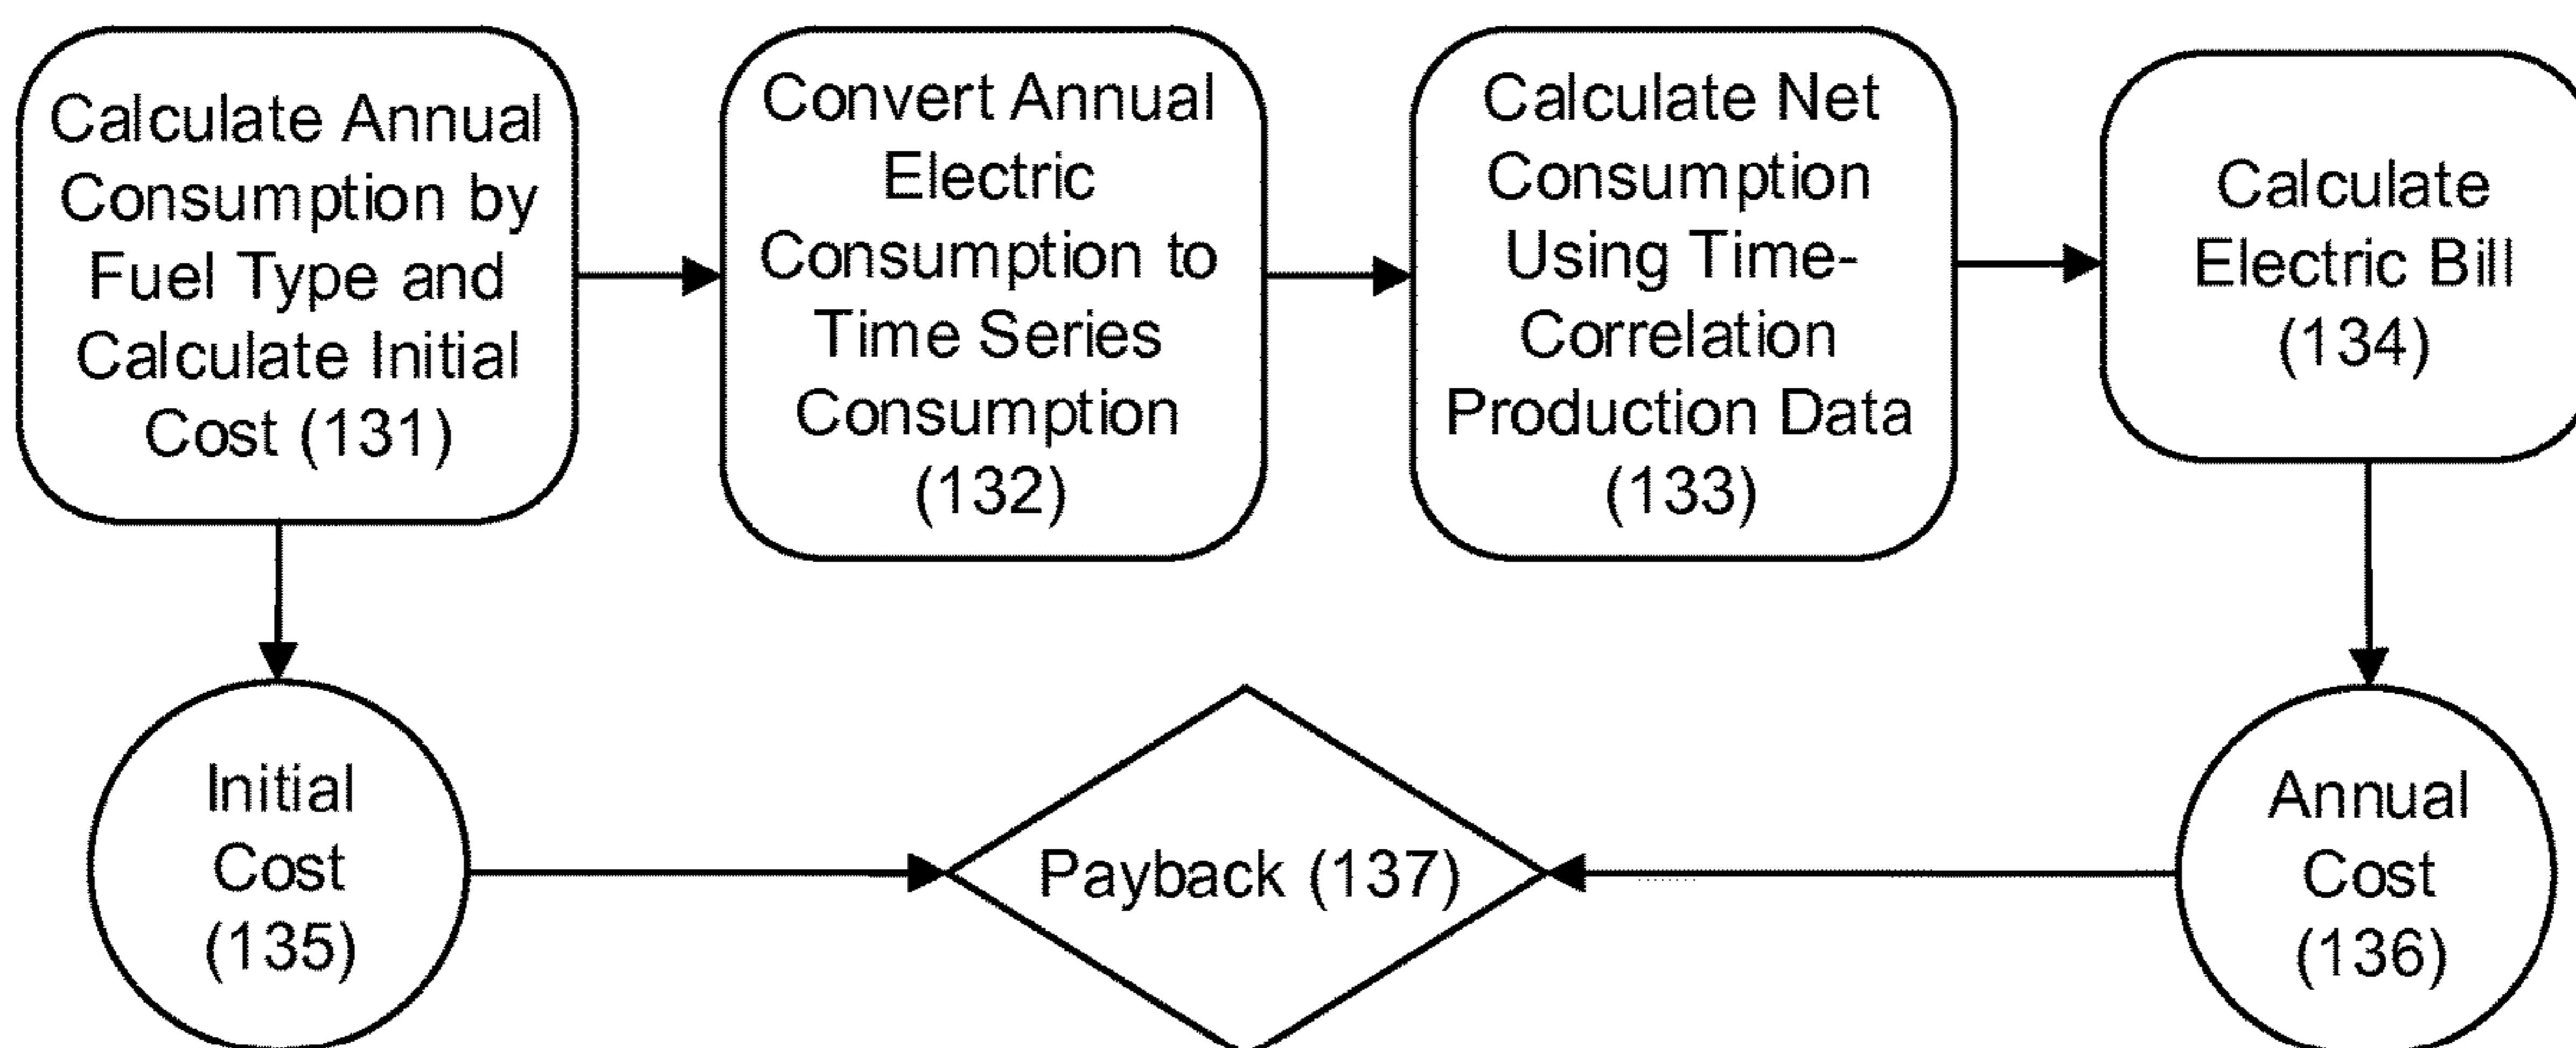 Calculate Annual
Consumption by
Fuel Type and
Calculate Initial
Cost (131)
Convert Annual
Electric
Consumption to
Time Series
Consumption
(132)
Calculate Net
Consumption
Using Time-
Correlation
Production Data
(133)
Calculate
Electric Bill
(134)
Initial
Cost
(135)
Payback (137)
Annual
Cost
(136)